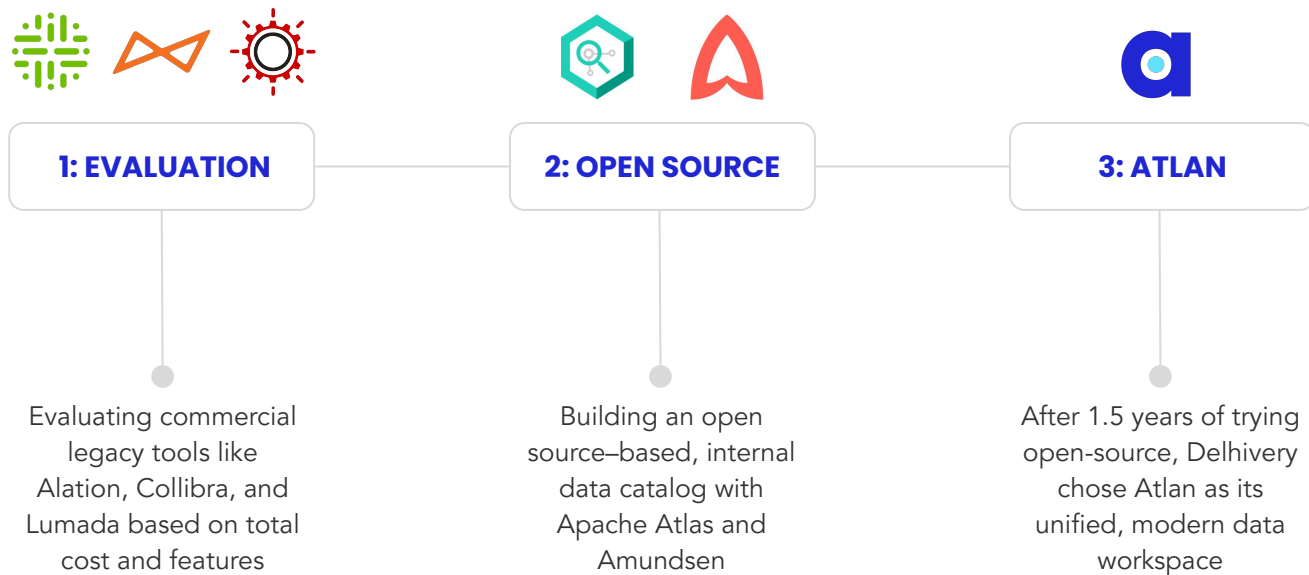 1: EVALUATION
2: OPEN SOURCE
3: ATLAN
Evaluating commercial
legacy tools like
Alation, Collibra, and
Lumada based on total
cost and features
Building an open
source–based, internal
data catalog with
Apache Atlas and
Amundsen
After 1.5 years of trying
open-source, Delhivery
chose Atlan as its
unified, modern data
workspace